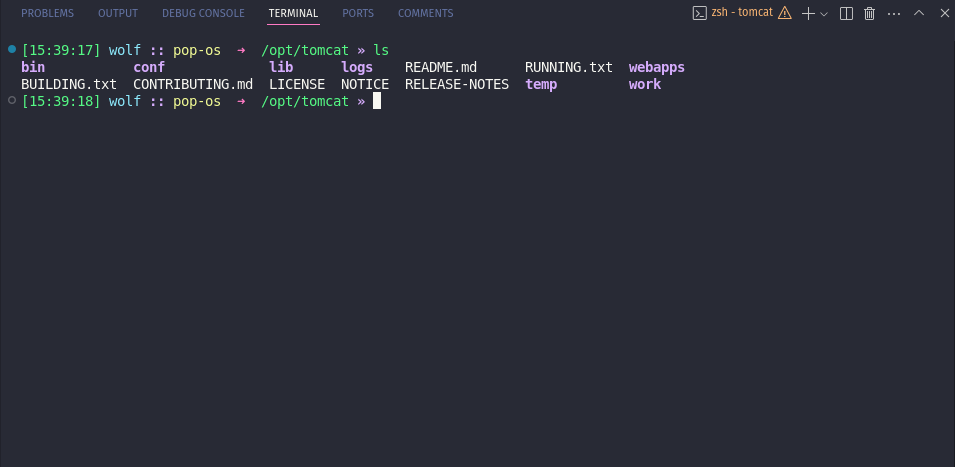 PROBLEMS OUTPUT DEBUG CONSOLE TERMINAL PORTS COMMENTS zsh - tomcat
[15:39:17] wolf :: pop-os ➜ /opt/tomcat » ls
bin conf lib logs README.md RUNNING.txt webapps
BUILDING.txt CONTRIBUTING.md LICENSE NOTICE RELEASE-NOTES temp work
[15:39:18] wolf :: pop-os ➜ /opt/tomcat »